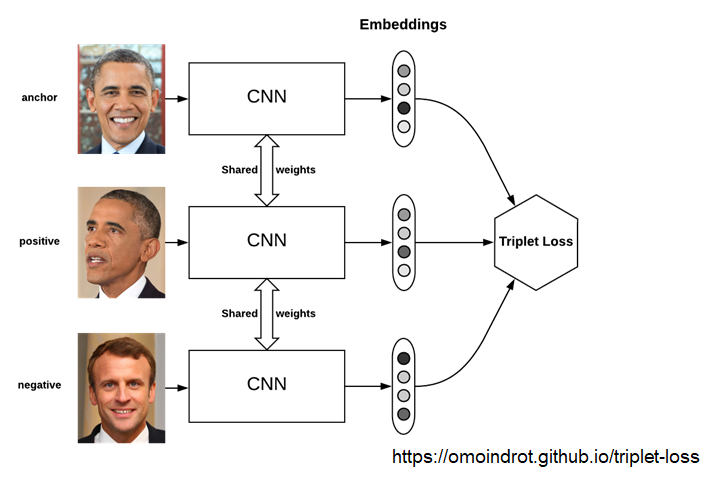 Embeddings
anchor
CNN
Shared weights
positive
CNN
Triplet Loss
Shared weights
negative
CNN
https://omoindrot.github.io/triplet-loss